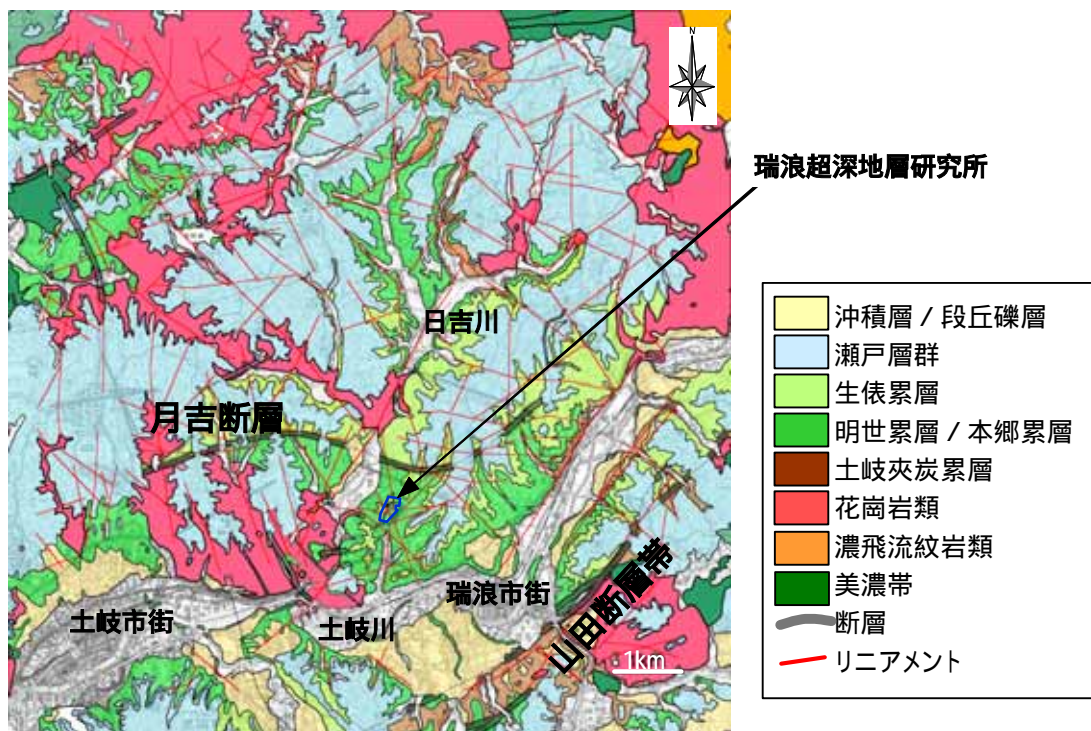 N
瑞浪超深地層研究所
日吉川
月吉断層
瑞浪市街
土岐市街
土岐川
山田断層帯
1km
沖積層 / 段丘礫層
瀬戸層群
生俵累層
明世累層 / 本郷累層
土岐夾炭累層
花崗岩類
濃飛流紋岩類
美濃帯
断層
リニアメント